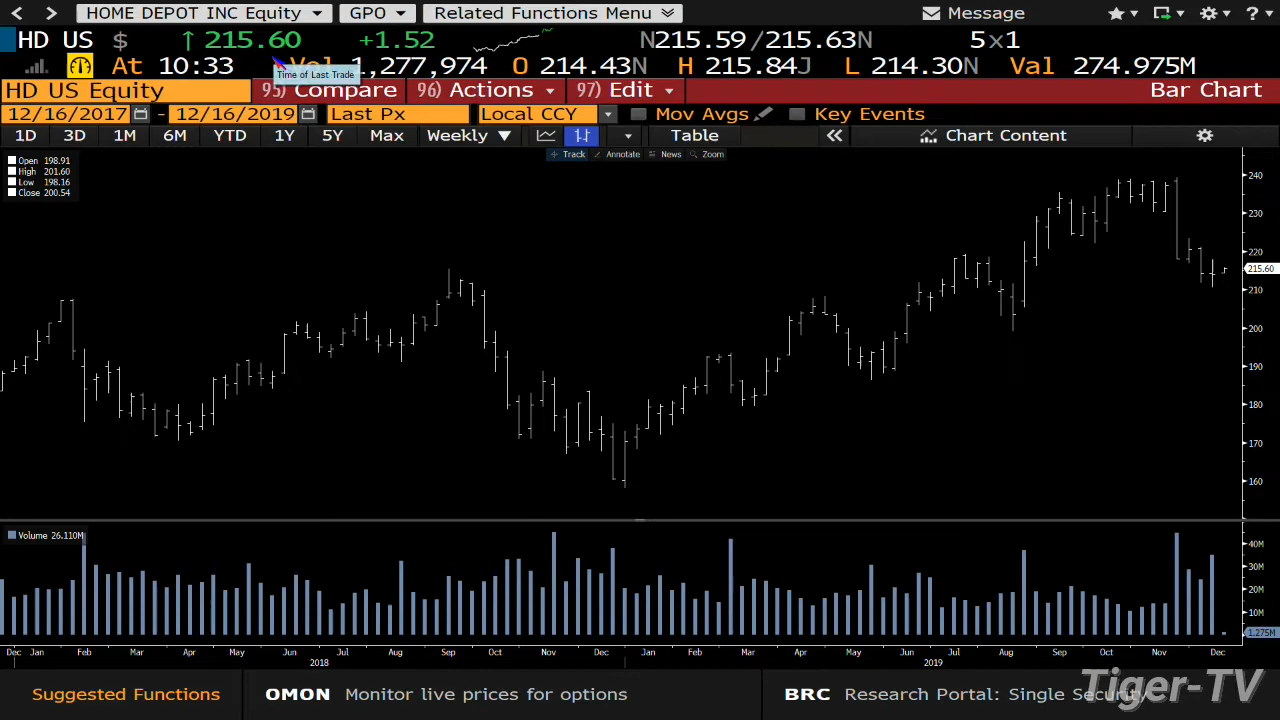 HOME DEPOT INC Equity GPO Related Functions Menu Message ?
HD US $ ↑ 215.60 +1.52 N215.59/215.63N 5x1
At 10:33 Vol 1,277,974 O 214.43N H 215.84J L 214.30N Val 274.975M
Time of Last Trade
HD US Equity 95) Compare 96) Actions 97) Edit Bar Chart
12/16/2017 - 12/16/2019 Last Px Local CCY Mov Avgs Key Events
1D 3D 1M 6M YTD 1Y 5Y Max Weekly ▼ Table « Chart Content
Track Annotate News Zoom
Open 198.91
High 201.60
Low 198.16
Close 200.54
240
230
220
215.60
210
200
190
180
170
160
Volume 26.110M
40M
30M
20M
10M
1.275M
Dec Jan Feb Mar Apr May Jun Jul Aug Sep Oct Nov Dec Jan Feb Mar Apr May Jun Jul Aug Sep Oct Nov Dec
2018 2019
Suggested Functions OMON Monitor live prices for options BRC Research Portal: Single Security
Tiger-TV